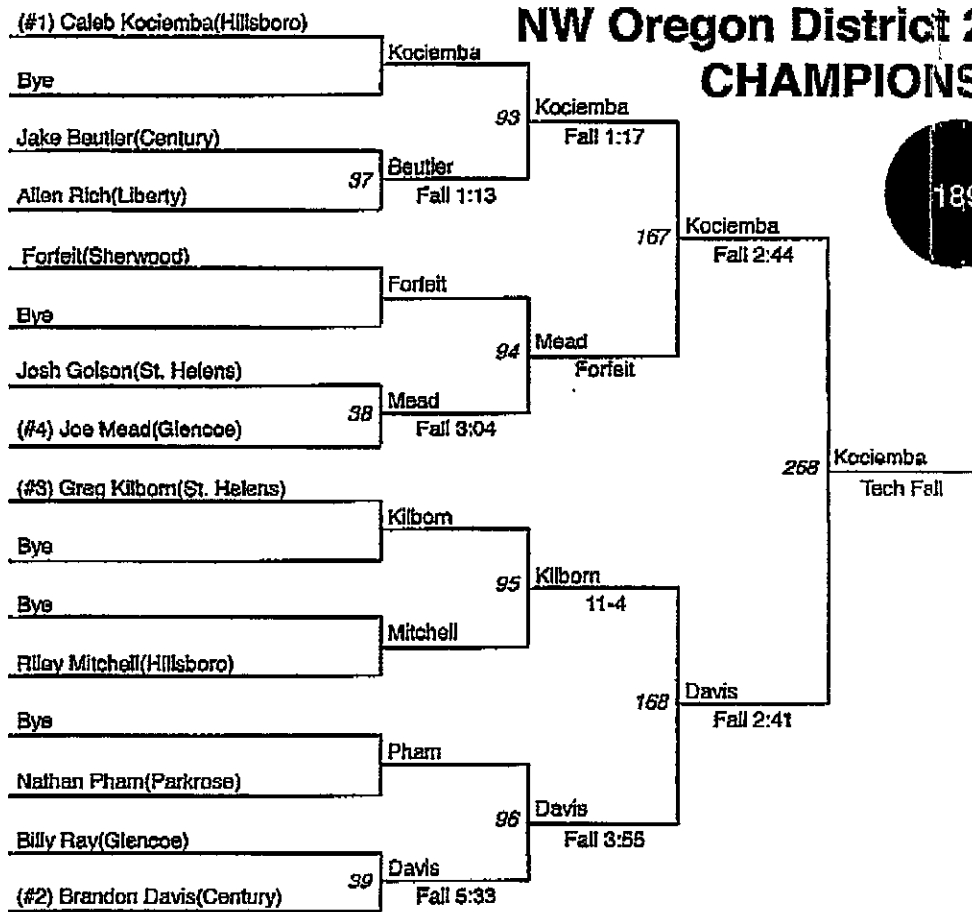 NW Oregon District 2
CHAMPIONS
189
(#1) Caleb Kociemba(Hillsboro)
Kociemba
Bye
93 Kociemba
Fall 1:17
Jake Beutler(Century)
37 Beutler
Fall 1:13
Allen Rich(Liberty)
167 Kociemba
Fall 2:44
Forfeit(Sherwood)
Forfeit
Bye
94 Mead
Forfeit
Josh Golson(St. Helens)
38 Mead
Fall 3:04
(#4) Joe Mead(Glencoe)
268 Kociemba
Tech Fall
(#3) Greg Kilborn(St. Helens)
Kilborn
Bye
95 Kilborn
11-4
Bye
Mitchell
Riley Mitchell(Hillsboro)
168 Davis
Fall 2:41
Bye
Pham
Nathan Pham(Parkrose)
96 Davis
Fall 3:55
Billy Ray(Glencoe)
39 Davis
Fall 5:33
(#2) Brandon Davis(Century)